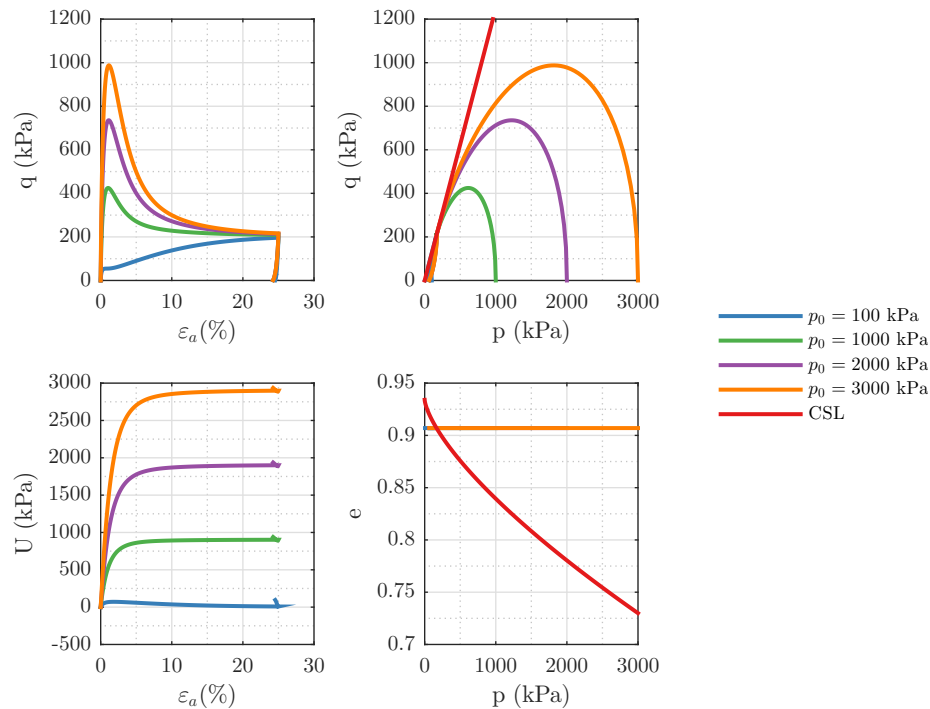 1200
1000
800
600
400
200
0
q (kPa)
0 10 20 30
εa(%)
1200
1000
800
600
400
200
0
q (kPa)
0 1000 2000 3000
p (kPa)
3000
2500
2000
1500
1000
500
0
-500
U (kPa)
0 10 20 30
εa(%)
0.95
0.9
0.85
0.8
0.75
0.7
e
0 1000 2000 3000
p (kPa)
p0 = 100 kPa
p0 = 1000 kPa
p0 = 2000 kPa
p0 = 3000 kPa
CSL